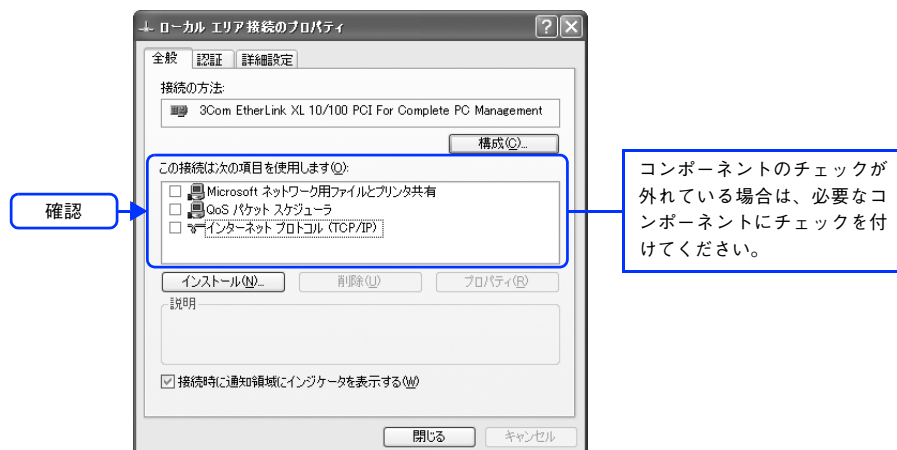 ローカル エリア接続のプロパティ
全般 認証 詳細設定
接続の方法:
3Com EtherLink XL 10/100 PCI For Complete PC Management
構成(C)...
この接続は次の項目を使用します(O):
Microsoft ネットワーク用ファイルとプリンタ共有
QoS パケット スケジューラ
インターネット プロトコル (TCP/IP)
確認
コンポーネントのチェックが
外れている場合は、必要なコ
ンポーネントにチェックを付
けてください。
インストール(N)... 削除(U) プロパティ(R)
説明
接続時に通知領域にインジケータを表示する(W)
閉じる キャンセル